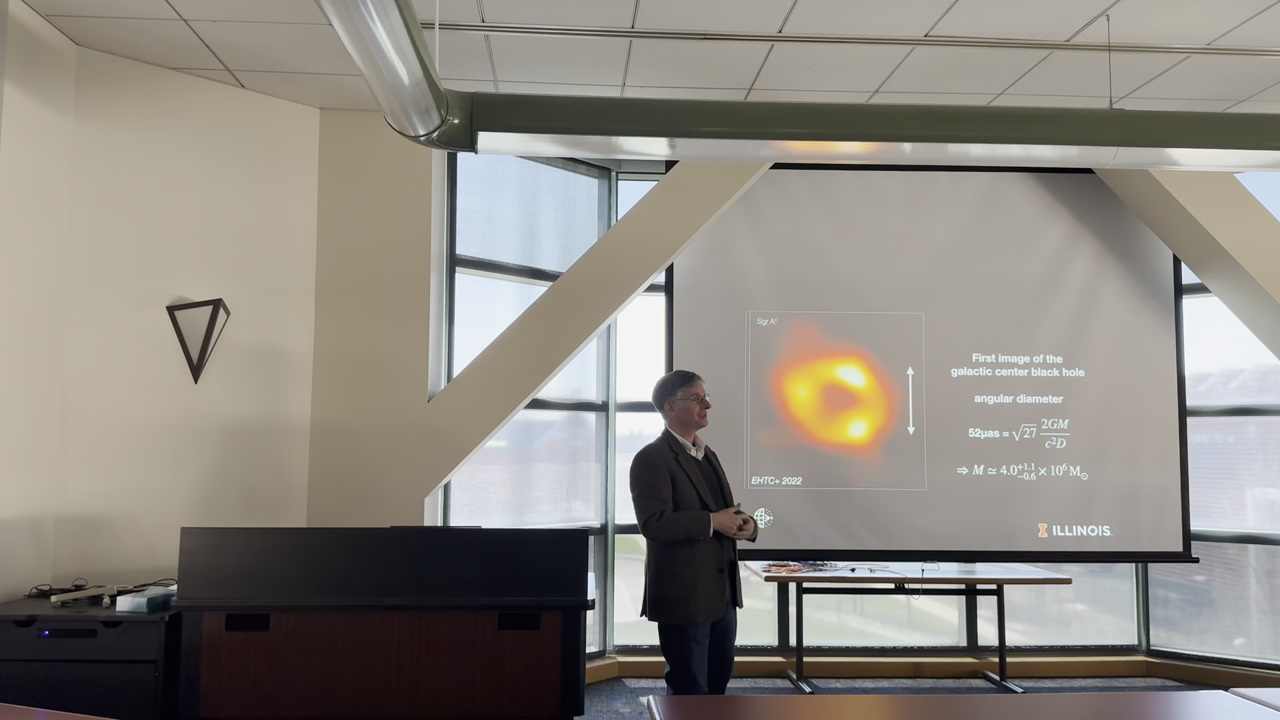 Sgr A*
EHTC+ 2022
First image of the
galactic center black hole
angular diameter
52µas = √27 2GM/c²D
⇒ M ≃ 4.0+1.1−0.6 × 10⁶ M⊙
I ILLINOIS